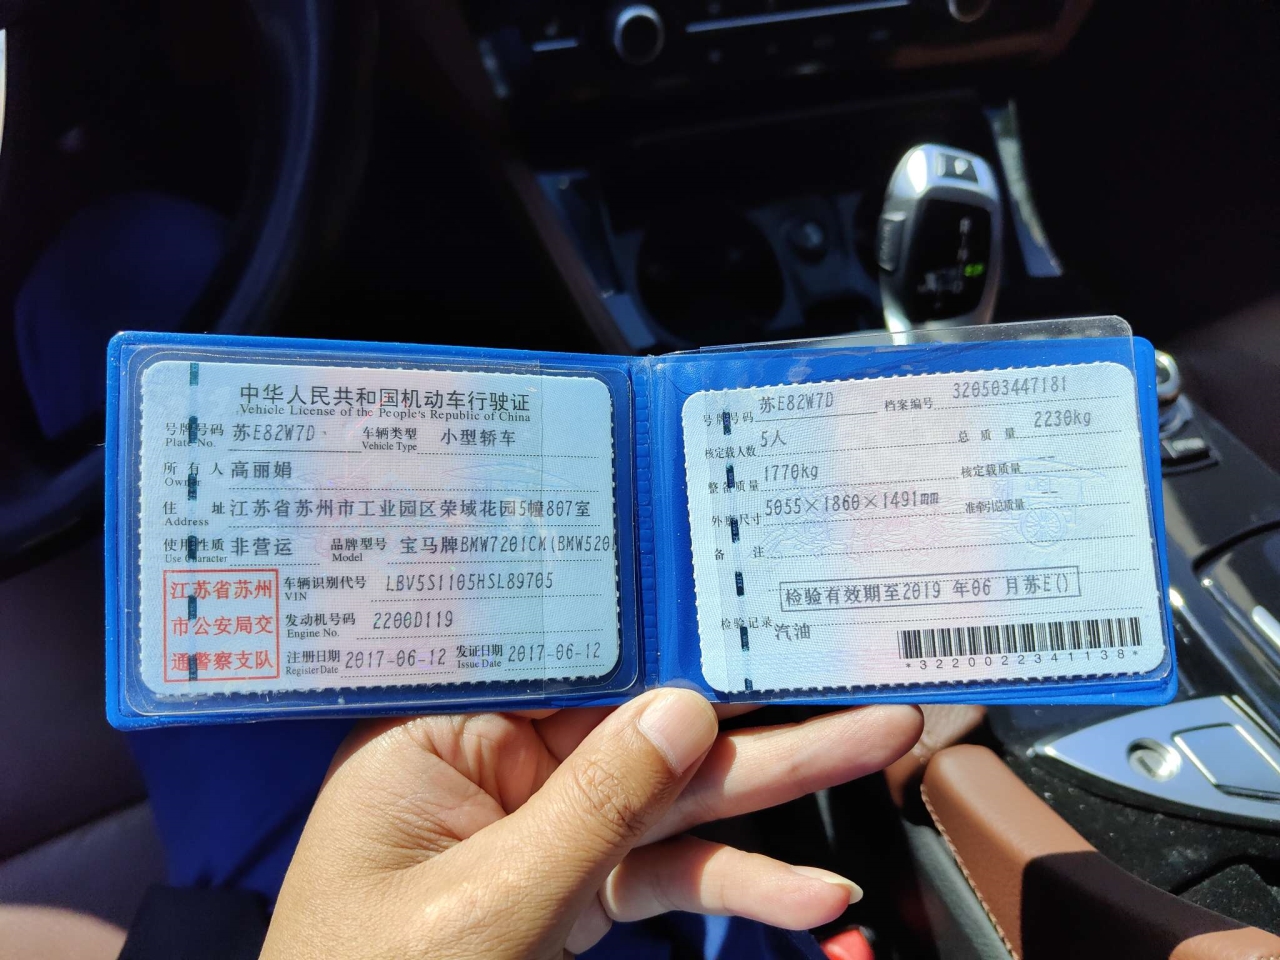 中华人民共和国机动车行驶证
Vehicle License of the People's Republic of China
号牌号码 苏E82W7D 车辆类型 小型轿车
Plate No. Vehicle Type
所有人 高丽娟
Owner
住址 江苏省苏州市工业园区荣域花园5幢807室
Address
使用性质 非营运 品牌型号 宝马牌BMW7201CM(BMW520
Use Character Model
江苏省苏州
市公安局交
通警察支队
车辆识别代号 LBV5S1105HSL89705
VIN
发动机号码 2200D119
Engine No.
注册日期 2017-06-12 发证日期 2017-06-12
Register Date Issue Date
号牌号码 苏E82W7D 档案编号 320503447181
核定载人数 5人 总质量 2230kg
整备质量 1770kg 核定载质量 --
外廓尺寸 5055×1860×1491mm 准牵引总质量 --
备注
检验有效期至2019 年06 月苏E()
检验记录 汽油
*3220022341138*
R
N
D